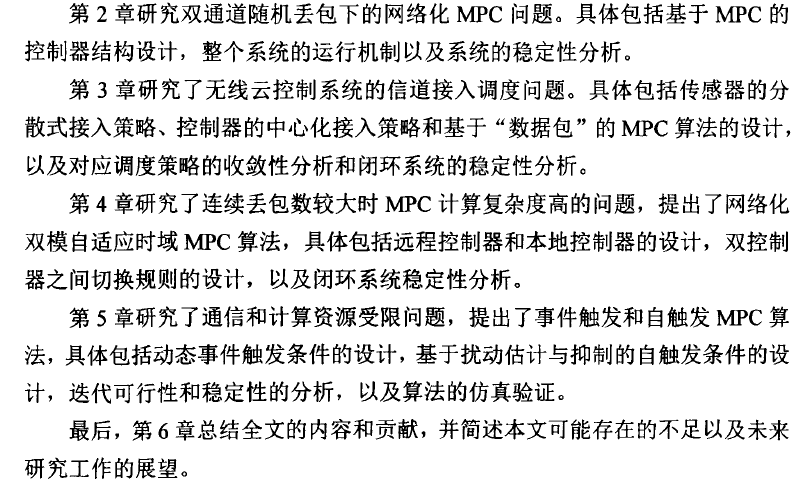 第 2 章研究双通道随机丢包下的网络化 MPC 问题。具体包括基于 MPC 的
控制器结构设计，整个系统的运行机制以及系统的稳定性分析。
第 3 章研究了无线云控制系统的信道接入调度问题。具体包括传感器的分
散式接入策略、控制器的中心化接入策略和基于“数据包”的 MPC 算法的设计，
以及对应调度策略的收敛性分析和闭环系统的稳定性分析。
第 4 章研究了连续丢包数较大时 MPC 计算复杂度高的问题，提出了网络化
双模自适应时域 MPC 算法，具体包括远程控制器和本地控制器的设计，双控制
器之间切换规则的设计，以及闭环系统稳定性分析。
第 5 章研究了通信和计算资源受限问题，提出了事件触发和自触发 MPC 算
法，具体包括动态事件触发条件的设计，基于扰动估计与抑制的自触发条件的设
计，迭代可行性和稳定性的分析，以及算法的仿真验证。
最后，第 6 章总结全文的内容和贡献，并简述本文可能存在的不足以及未来
研究工作的展望。